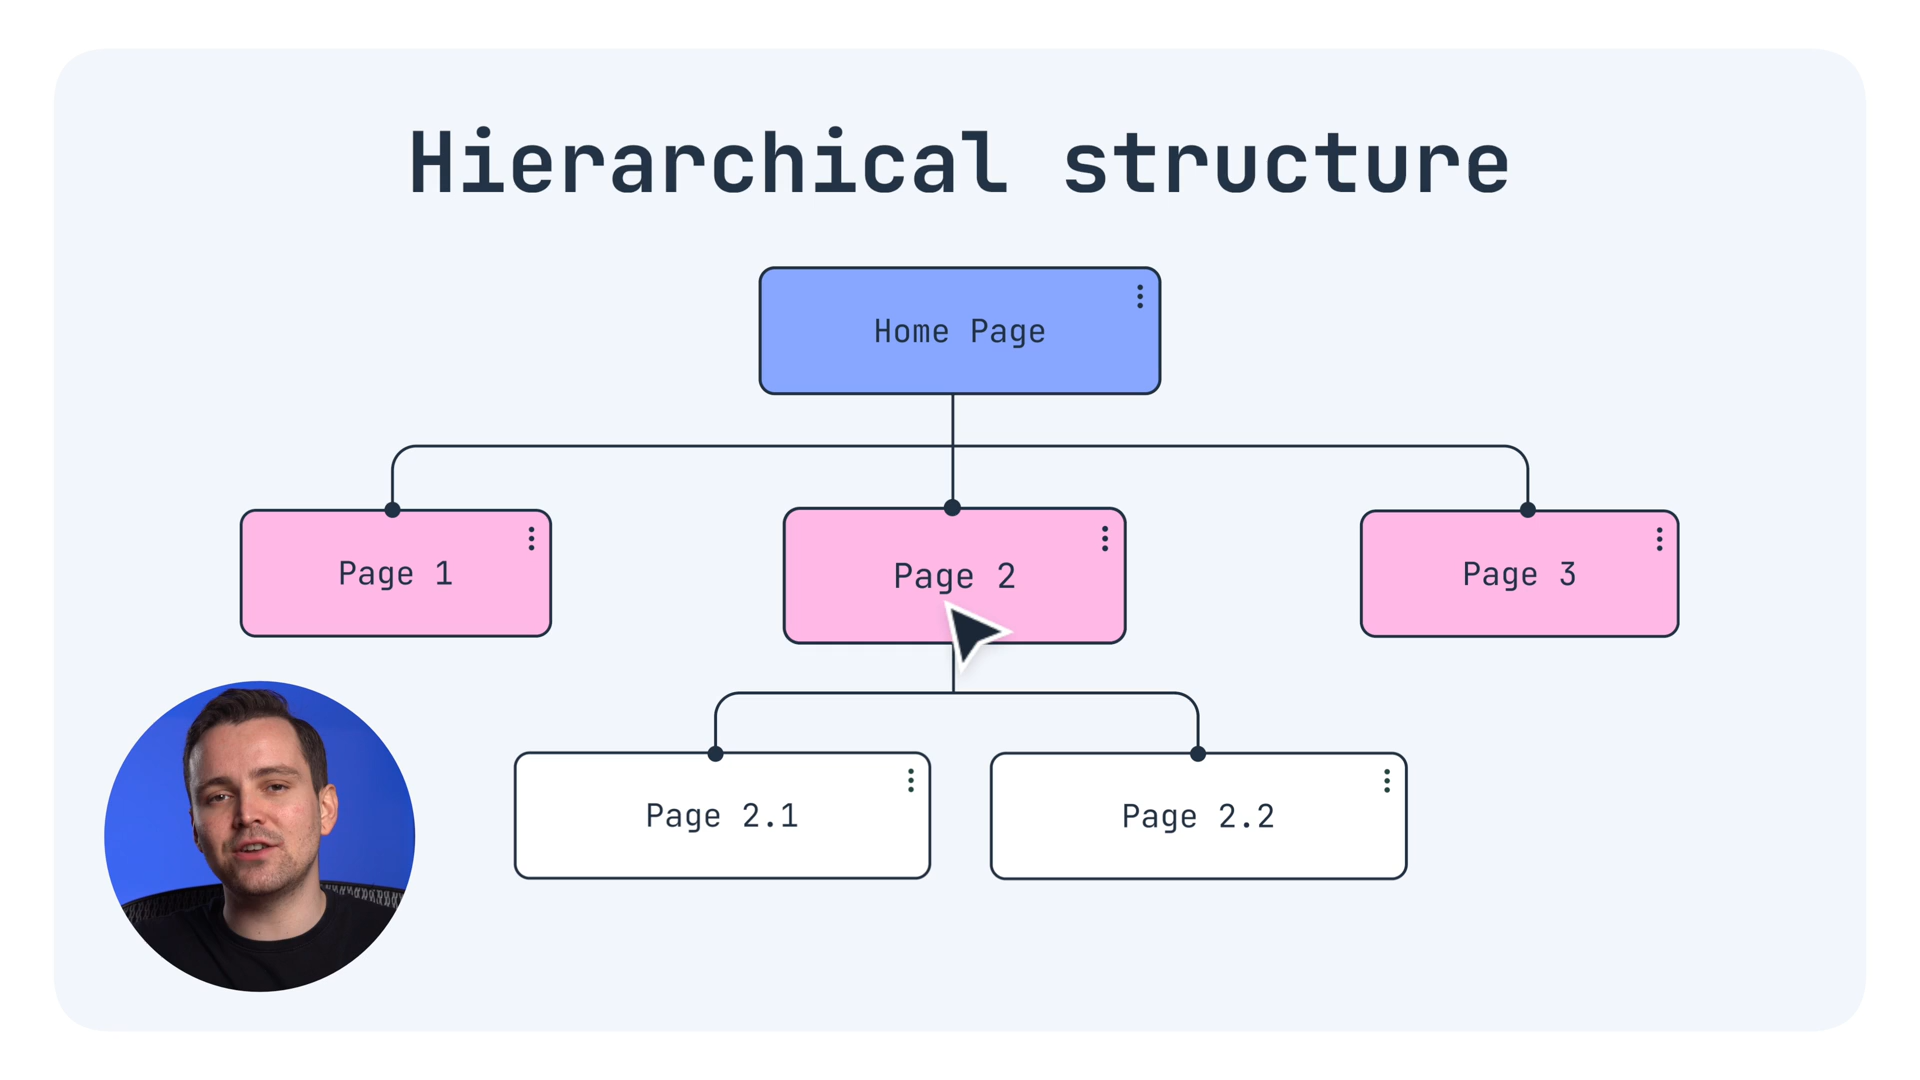 Hierarchical structure
Home Page
Page 1
Page 2
Page 3
Page 2.1
Page 2.2